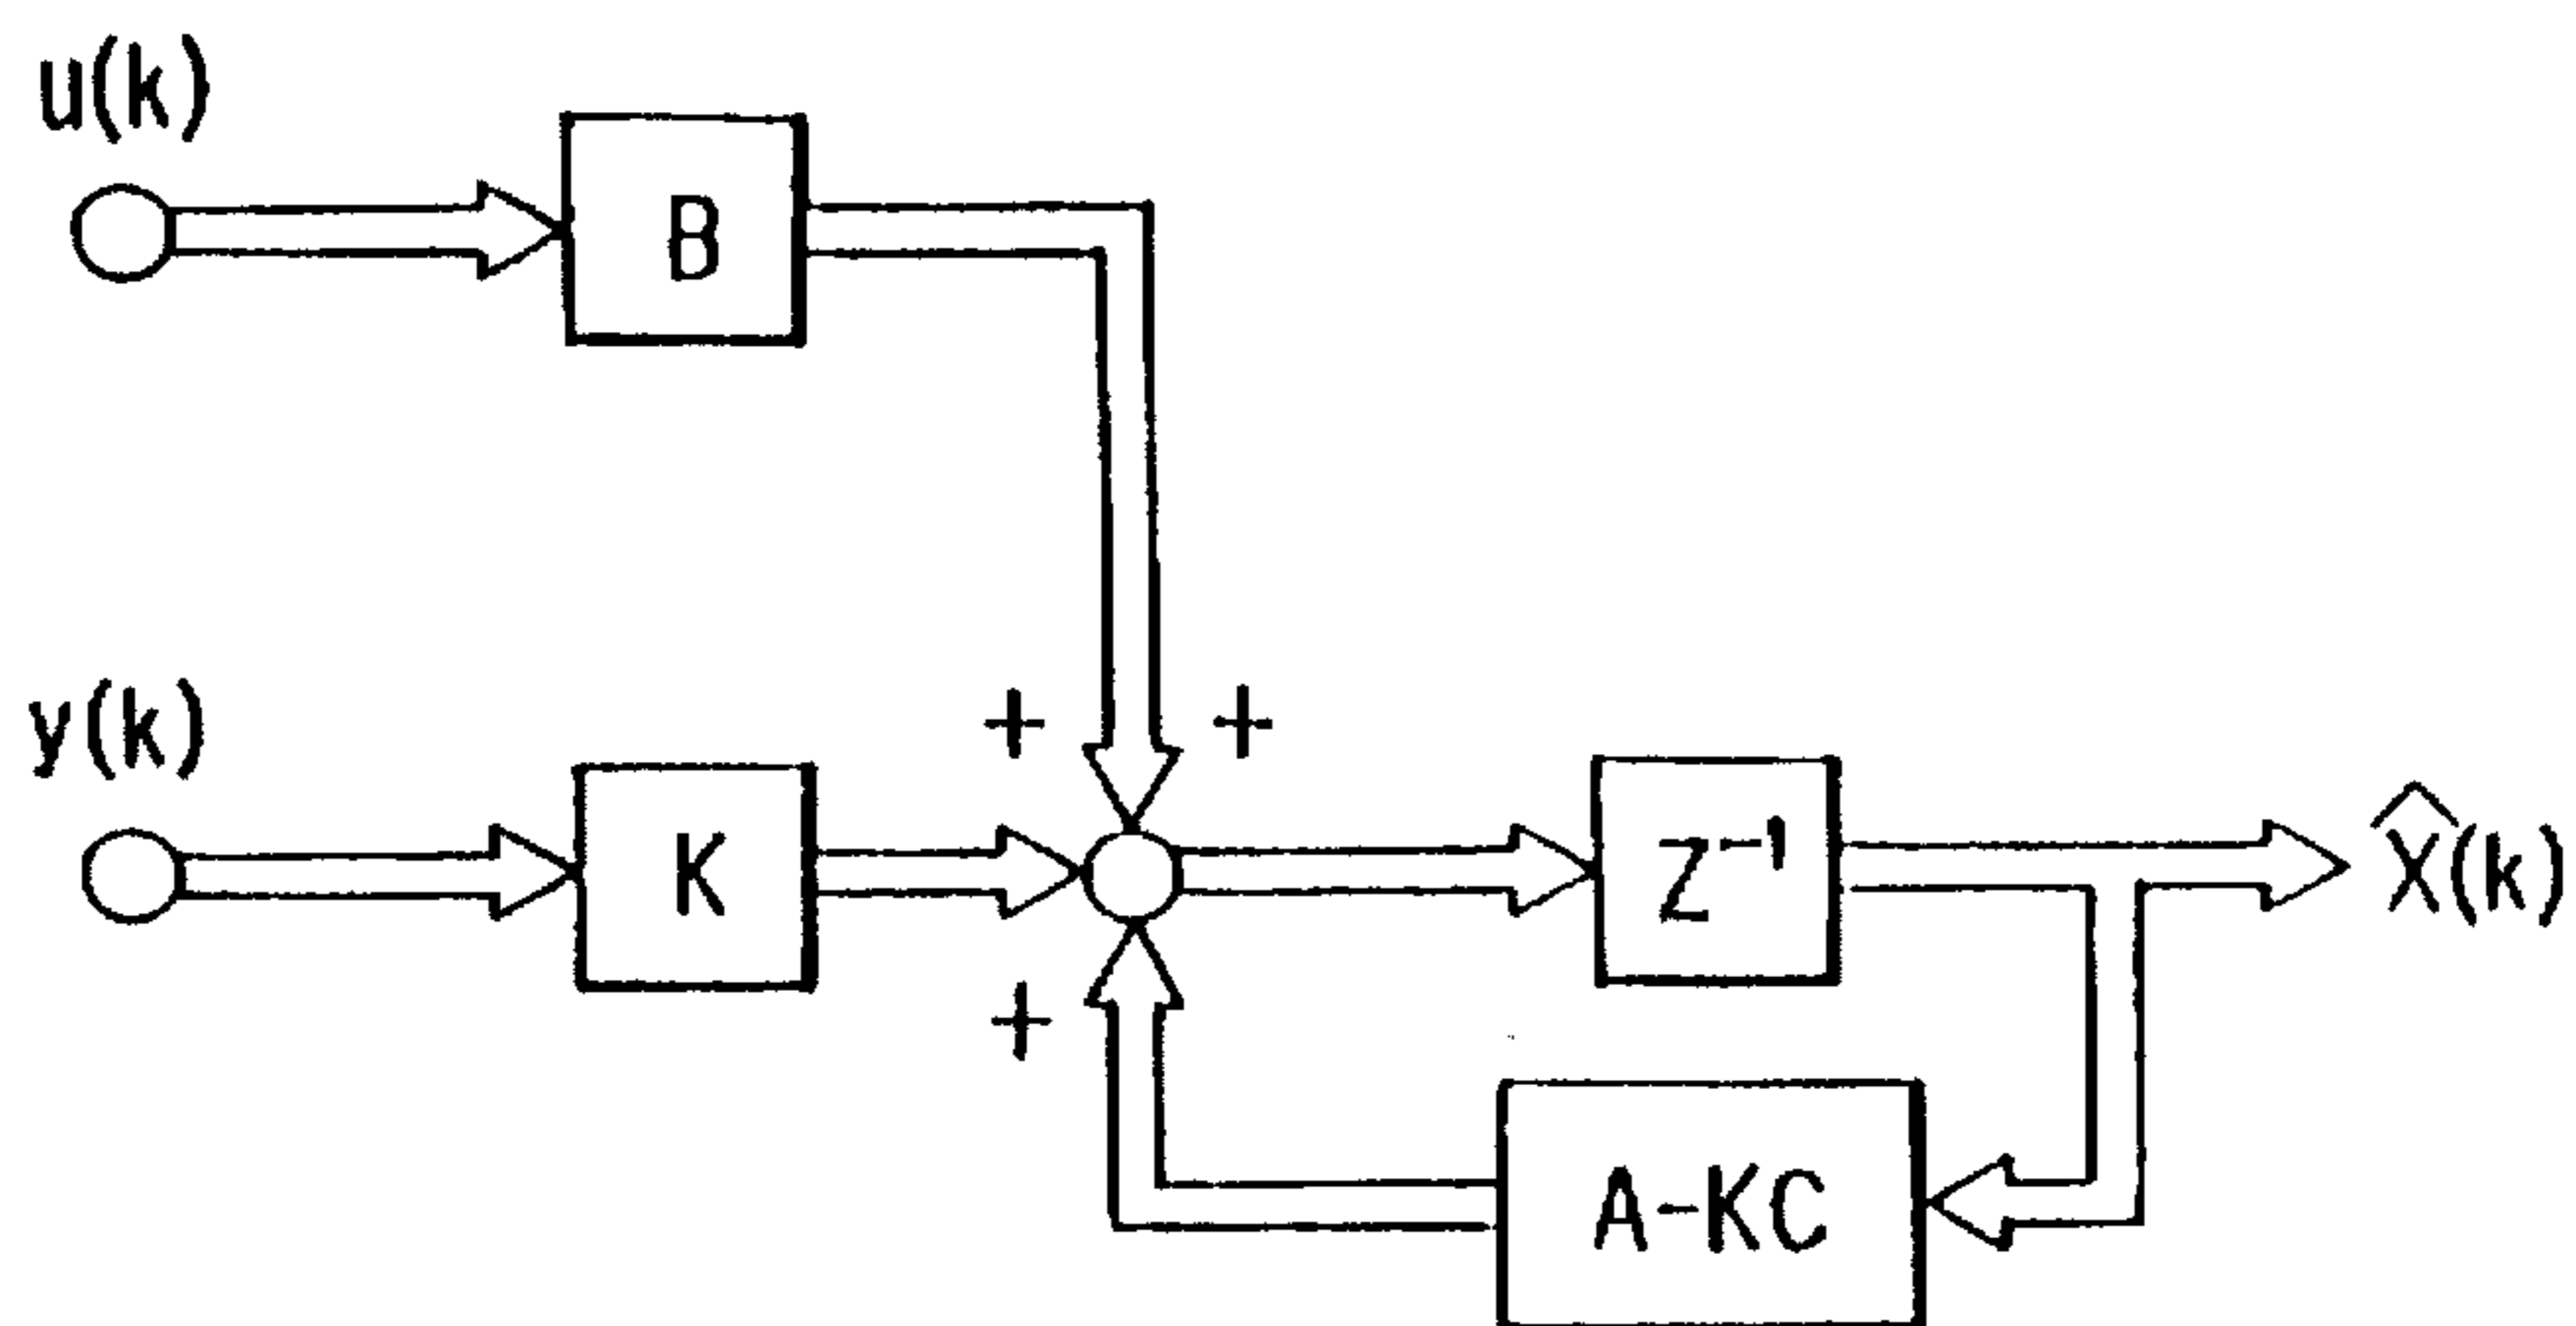 u(k)
B
y(k)
+ +
K
Z⁻¹
X̂(k)
+
A-KC